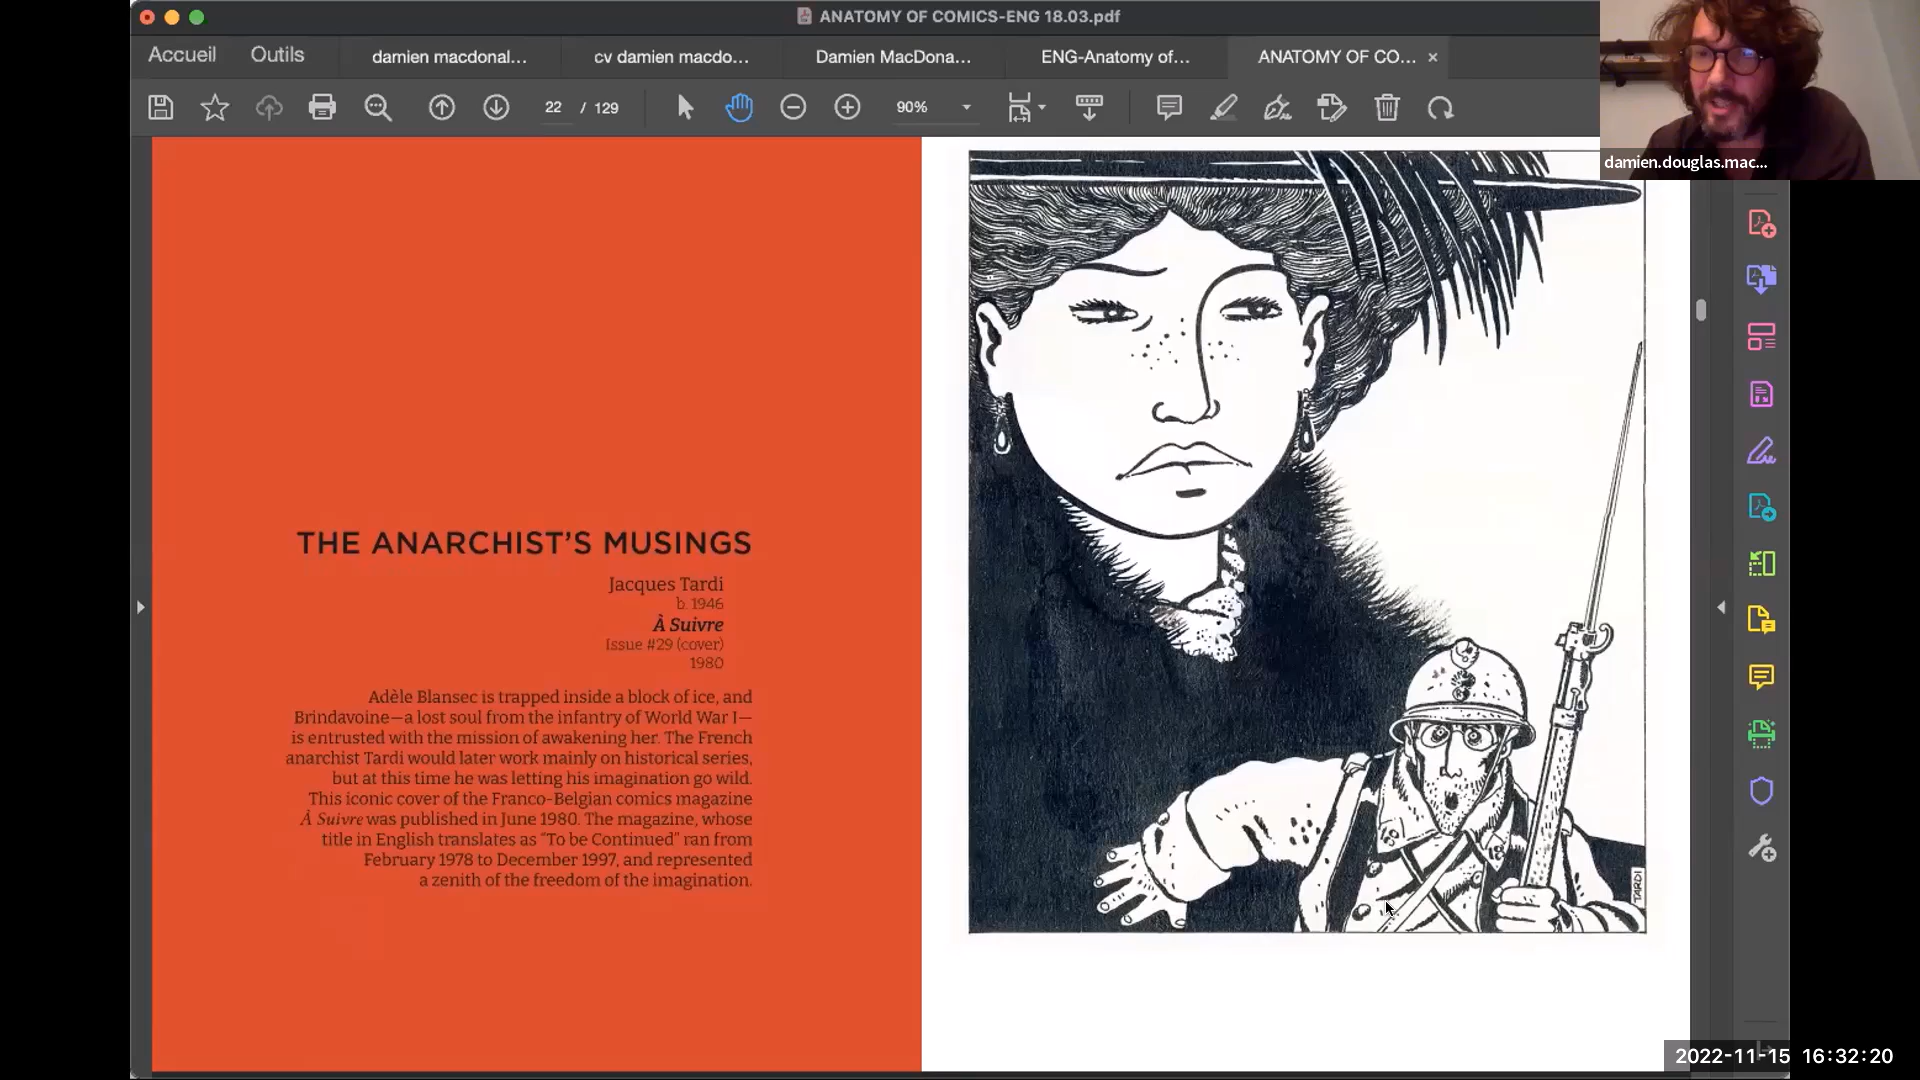 ANATOMY OF COMICS-ENG 18.03.pdf
Accueil
Outils
damien macdonal...
cv damien macdo...
Damien MacDona...
ENG-Anatomy of...
ANATOMY OF CO... ×
22 / 129
90%
damien.douglas.mac...
THE ANARCHIST'S MUSINGS
Jacques Tardi
b. 1946
À Suivre
Issue #29 (cover)
1980
Adèle Blansec is trapped inside a block of ice, and
Brindavoine—a lost soul from the infantry of World War I—
is entrusted with the mission of awakening her. The French
anarchist Tardi would later work mainly on historical series,
but at this time he was letting his imagination go wild.
This iconic cover of the Franco-Belgian comics magazine
À Suivre was published in June 1980. The magazine, whose
title in English translates as “To be Continued” ran from
February 1978 to December 1997, and represented
a zenith of the freedom of the imagination.
18
18
TARDI
2022-11-15 16:32:20